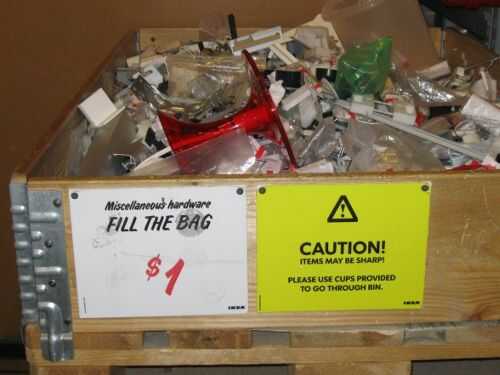 Miscellaneous hardware
FILL THE BAG
$1
IKEA
CAUTION!
ITEMS MAY BE SHARP!
PLEASE USE CUPS PROVIDED
TO GO THROUGH BIN.
IKEA